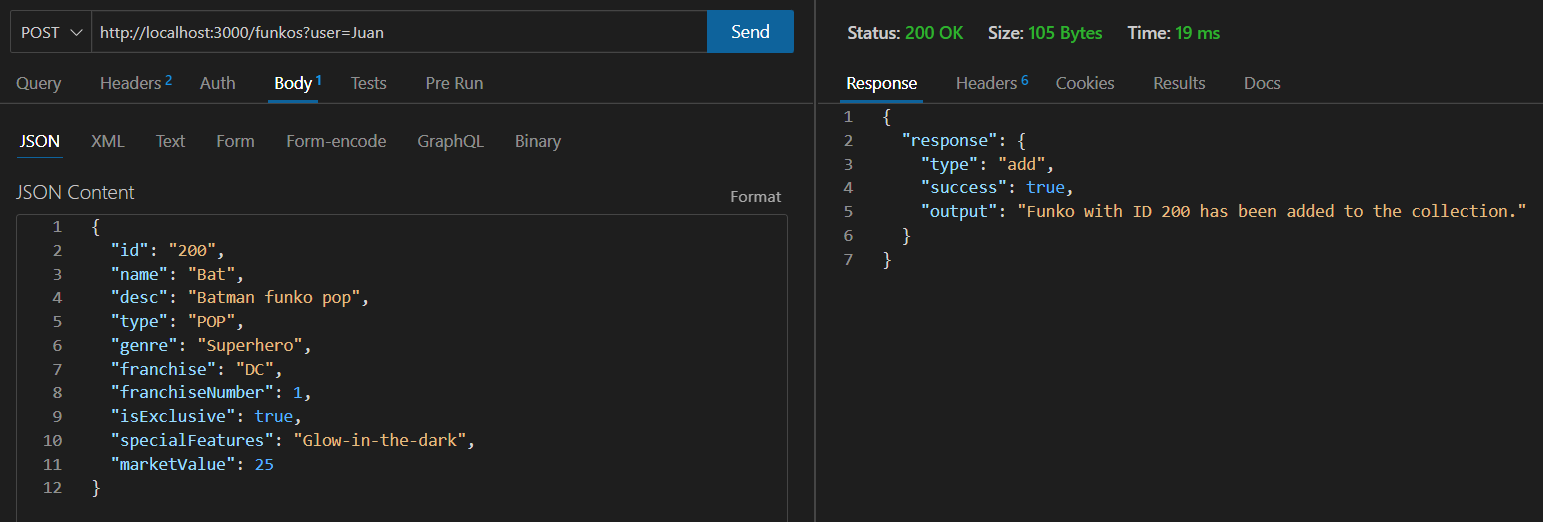 POST http://localhost:3000/funkos?user=Juan Send
Query Headers 2 Auth Body 1 Tests Pre Run
JSON XML Text Form Form-encode GraphQL Binary
JSON Content Format
1 {
2 "id": "200",
3 "name": "Bat",
4 "desc": "Batman funko pop",
5 "type": "POP",
6 "genre": "Superhero",
7 "franchise": "DC",
8 "franchiseNumber": 1,
9 "isExclusive": true,
10 "specialFeatures": "Glow-in-the-dark",
11 "marketValue": 25
12 }
Status: 200 OK Size: 105 Bytes Time: 19 ms
Response Headers 6 Cookies Results Docs
1 {
2 "response": {
3 "type": "add",
4 "success": true,
5 "output": "Funko with ID 200 has been added to the collection."
6 }
7 }